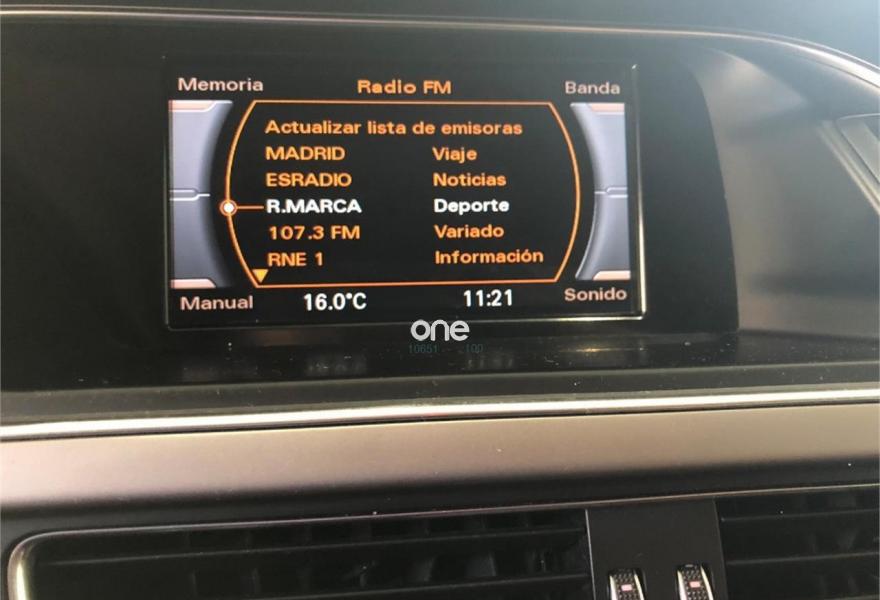 Memoria Radio FM Banda
Actualizar lista de emisoras
MADRID Viaje
ESRADIO Noticias
R.MARCA Deporte
107.3 FM Variado
RNE 1 Información
Manual 16.0°C 11:21 Sonido
one